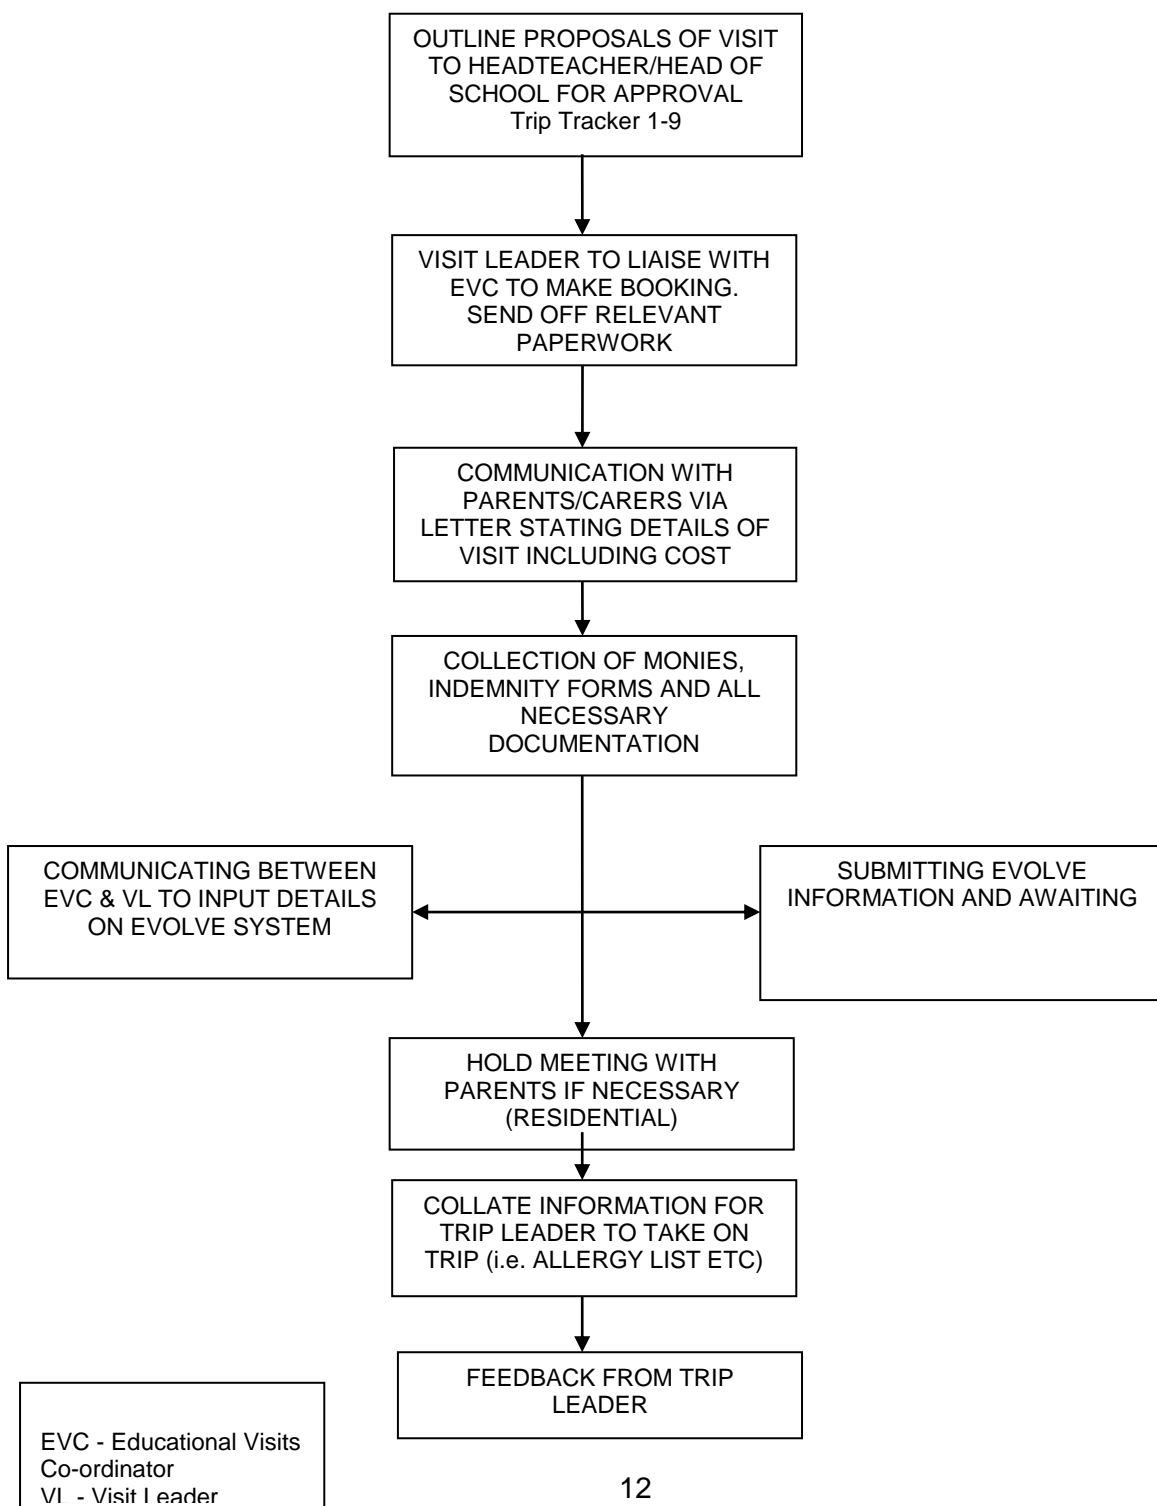 OUTLINE PROPOSALS OF VISIT
TO HEADTEACHER/HEAD OF
SCHOOL FOR APPROVAL
Trip Tracker 1-9
VISIT LEADER TO LIAISE WITH
EVC TO MAKE BOOKING.
SEND OFF RELEVANT
PAPERWORK
COMMUNICATION WITH
PARENTS/CARERS VIA
LETTER STATING DETAILS OF
VISIT INCLUDING COST
COLLECTION OF MONIES,
INDEMNITY FORMS AND ALL
NECESSARY
DOCUMENTATION
COMMUNICATING BETWEEN
EVC & VL TO INPUT DETAILS
ON EVOLVE SYSTEM
SUBMITTING EVOLVE
INFORMATION AND AWAITING
HOLD MEETING WITH
PARENTS IF NECESSARY
(RESIDENTIAL)
COLLATE INFORMATION FOR
TRIP LEADER TO TAKE ON
TRIP (i.e. ALLERGY LIST ETC)
FEEDBACK FROM TRIP
LEADER
EVC - Educational Visits
Co-ordinator
VL - Visit Leader
12